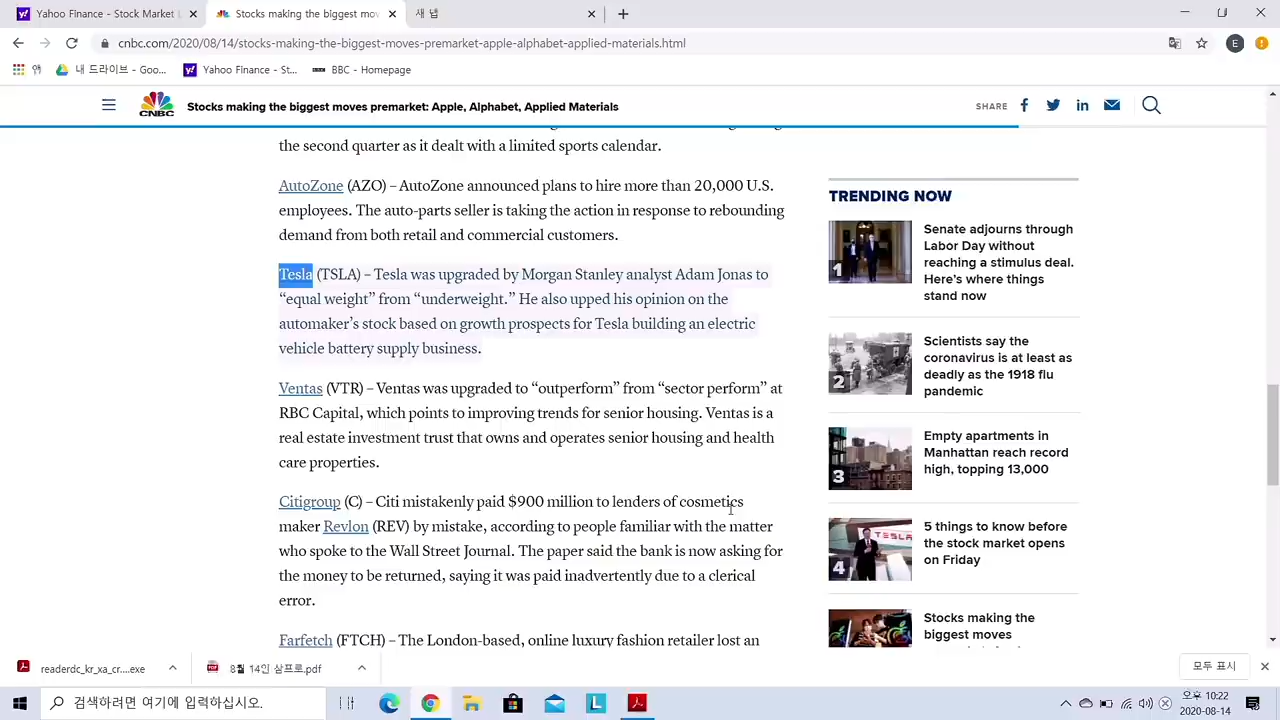 Yahoo Finance - Stock Market
Stocks making the biggest moves
새 탭
cnbc.com/2020/08/14/stocks-making-the-biggest-moves-premarket-apple-alphabet-applied-materials.html
E
앱
내 드라이브 - Goo...
Yahoo Finance - St...
BBC - Homepage
CNBC
Stocks making the biggest moves premarket: Apple, Alphabet, Applied Materials
SHARE
the second quarter as it dealt with a limited sports calendar.
AutoZone (AZO) – AutoZone announced plans to hire more than 20,000 U.S.
employees. The auto-parts seller is taking the action in response to rebounding
demand from both retail and commercial customers.
Tesla (TSLA) – Tesla was upgraded by Morgan Stanley analyst Adam Jonas to
“equal weight” from “underweight.” He also upped his opinion on the
automaker’s stock based on growth prospects for Tesla building an electric
vehicle battery supply business.
Ventas (VTR) – Ventas was upgraded to “outperform” from “sector perform” at
RBC Capital, which points to improving trends for senior housing. Ventas is a
real estate investment trust that owns and operates senior housing and health
care properties.
Citigroup (C) – Citi mistakenly paid $900 million to lenders of cosmetics
maker Revlon (REV) by mistake, according to people familiar with the matter
who spoke to the Wall Street Journal. The paper said the bank is now asking for
the money to be returned, saying it was paid inadvertently due to a clerical
error.
Farfetch (FTCH) – The London-based, online luxury fashion retailer lost an
TRENDING NOW
1
Senate adjourns through
Labor Day without
reaching a stimulus deal.
Here’s where things
stand now
2
Scientists say the
coronavirus is at least as
deadly as the 1918 flu
pandemic
3
Empty apartments in
Manhattan reach record
high, topping 13,000
4
TESLA
5 things to know before
the stock market opens
on Friday
Stocks making the
biggest moves
readerdc_kr_xa_cr....exe
8월 14인 삼프로.pdf
모두 표시
검색하려면 여기에 입력하십시오.
오후 10:22
2020-08-14